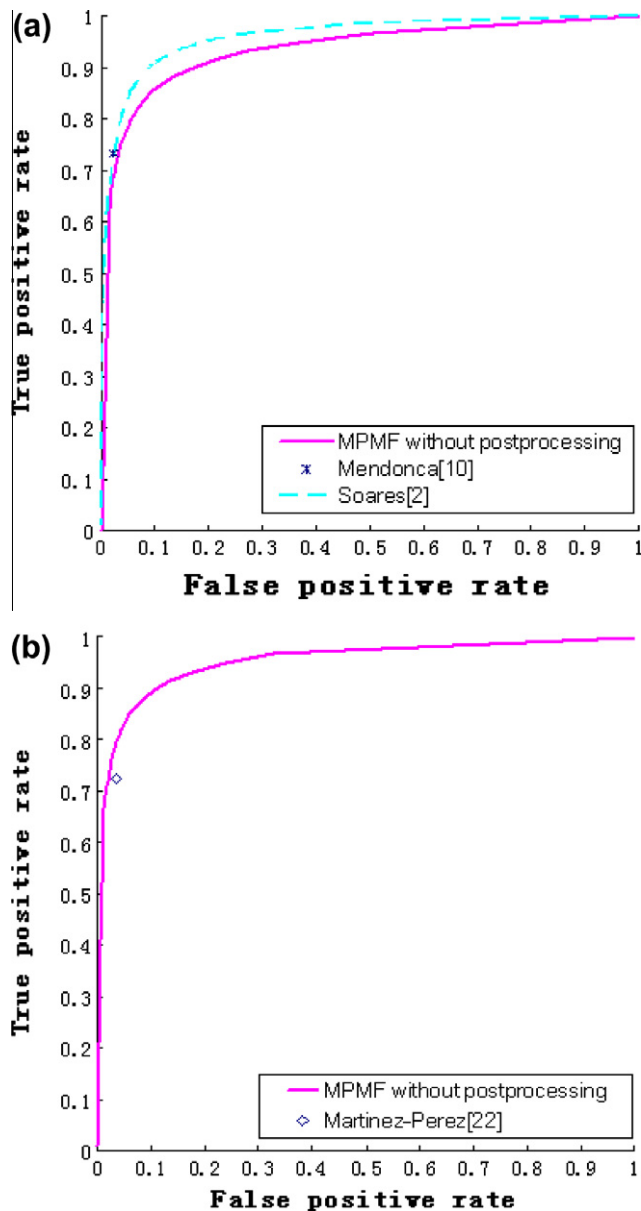 (a)
1
0.9
0.8
0.7
0.6
0.5
0.4
0.3
0.2
0.1
0
True positive rate
MPMF without postprocessing
Mendonca[10]
Soares[2]
0 0.1 0.2 0.3 0.4 0.5 0.6 0.7 0.8 0.9 1
False positive rate
(b)
1
0.9
0.8
0.7
0.6
0.5
0.4
0.3
0.2
0.1
0
True positive rate
MPMF without postprocessing
Martinez-Perez[22]
0 0.1 0.2 0.3 0.4 0.5 0.6 0.7 0.8 0.9 1
False positive rate